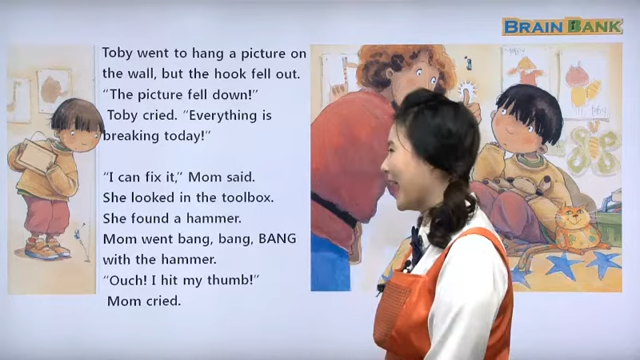 BRAIN BANK
Toby went to hang a picture on
the wall, but the hook fell out.
"The picture fell down!"
Toby cried. "Everything is
breaking today!"
"I can fix it," Mom said.
She looked in the toolbox.
She found a hammer.
Mom went bang, bang, BANG
with the hammer.
"Ouch! I hit my thumb!"
Mom cried.